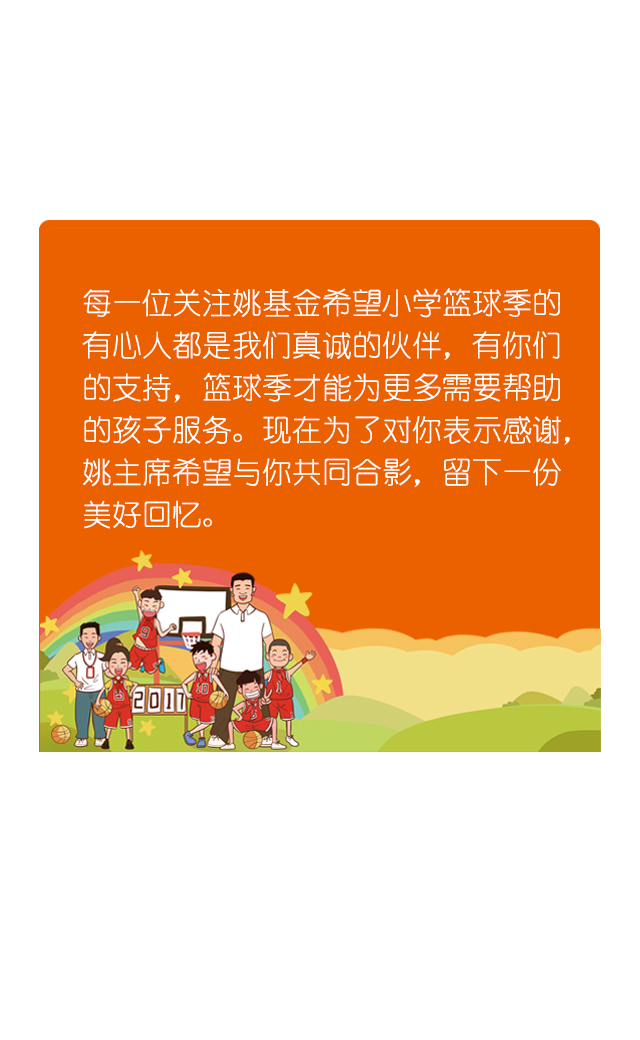 每一位关注姚基金希望小学篮球季的
有心人都是我们真诚的伙伴，有你们
的支持，篮球季才能为更多需要帮助
的孩子服务。现在为了对你表示感谢，
姚主席希望与你共同合影，留下一份
美好回忆。
2017